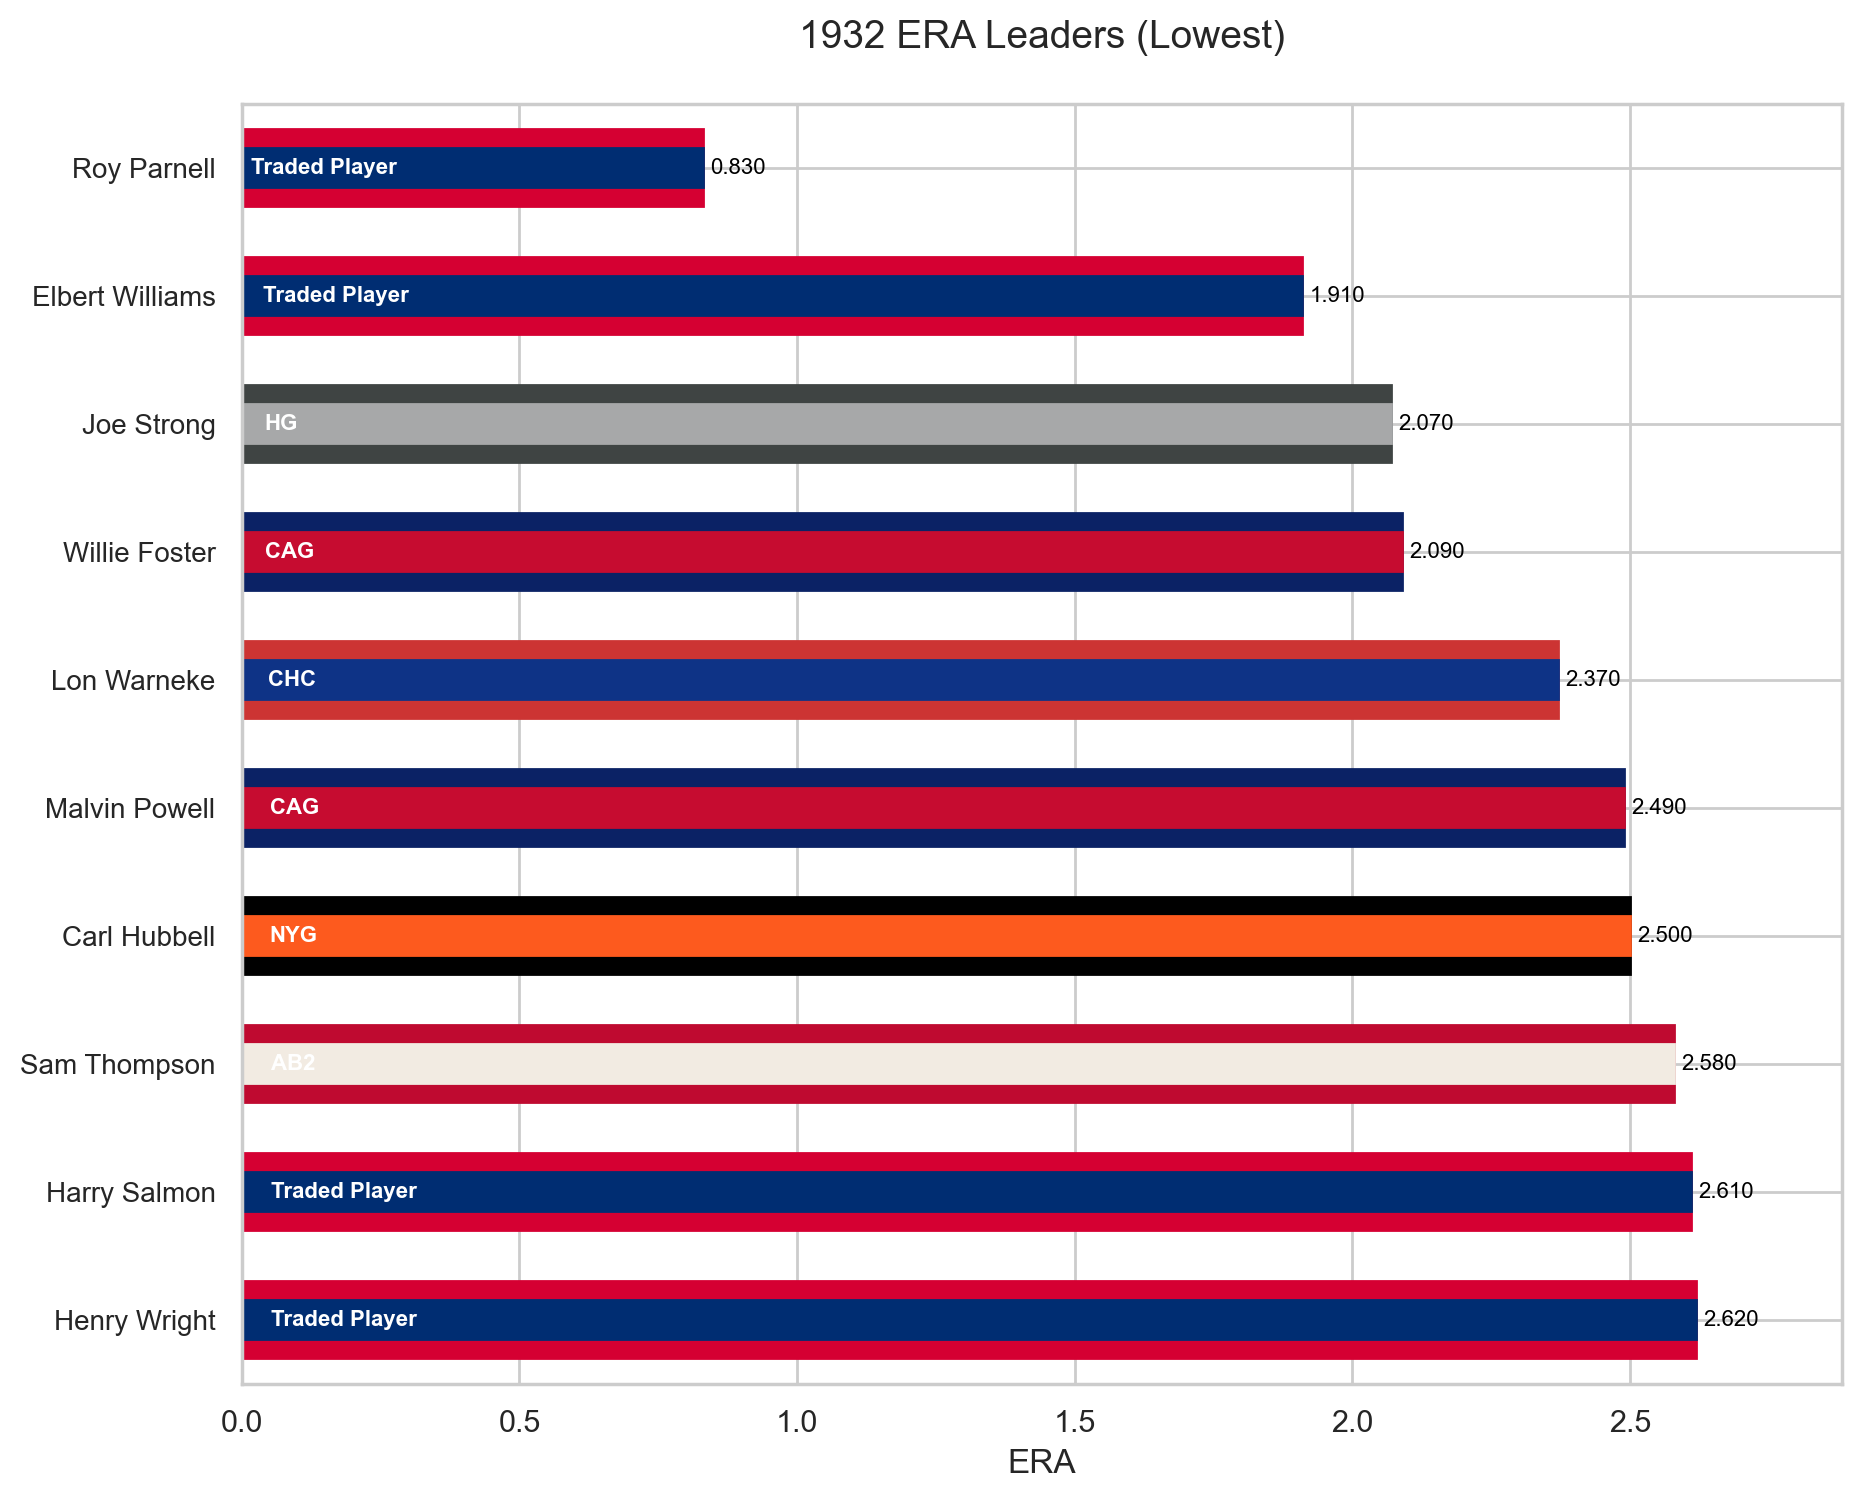 1932 ERA Leaders (Lowest)
Roy Parnell Traded Player 0.830
Elbert Williams Traded Player 1.910
Joe Strong HG 2.070
Willie Foster CAG 2.090
Lon Warneke CHC 2.370
Malvin Powell CAG 2.490
Carl Hubbell NYG 2.500
Sam Thompson AB2 2.580
Harry Salmon Traded Player 2.610
Henry Wright Traded Player 2.620
0.0 0.5 1.0 1.5 2.0 2.5
ERA